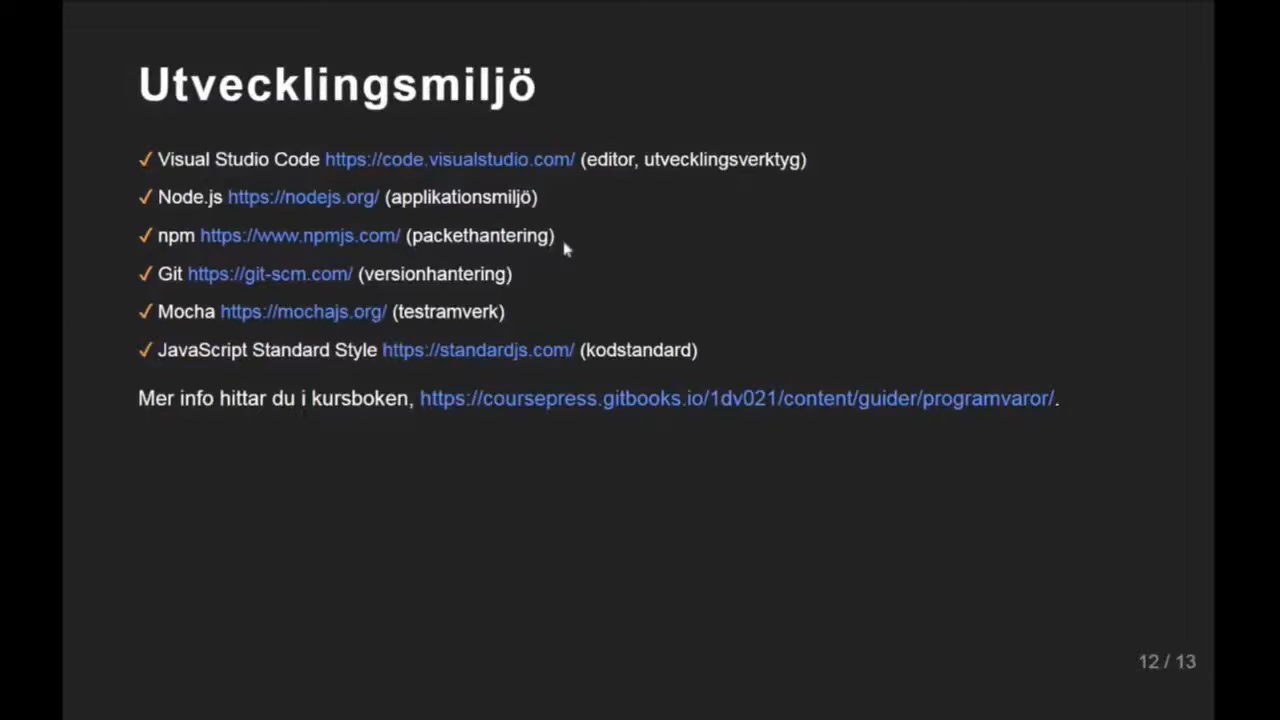 Utvecklingsmiljö
✓ Visual Studio Code https://code.visualstudio.com/ (editor, utvecklingsverktyg)
✓ Node.js https://nodejs.org/ (applikationsmiljö)
✓ npm https://www.npmjs.com/ (packethantering)
✓ Git https://git-scm.com/ (versionhantering)
✓ Mocha https://mochajs.org/ (testramverk)
✓ JavaScript Standard Style https://standardjs.com/ (kodstandard)
Mer info hittar du i kursboken, https://coursepress.gitbooks.io/1dv021/content/guider/programvaror/.
12 / 13